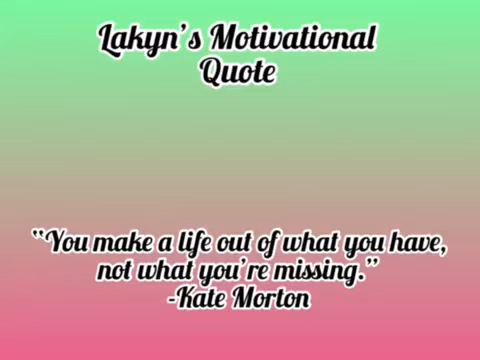 Lakyn’s Motivational
Quote
“You make a life out of what you have,
not what you’re missing.”
-Kate Morton